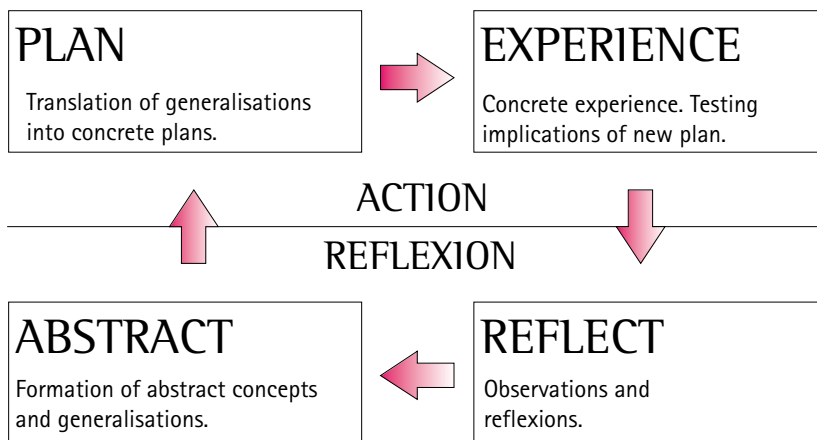 PLAN
Translation of generalisations
into concrete plans.
EXPERIENCE
Concrete experience. Testing
implications of new plan.
ACTION
REFLEXION
ABSTRACT
Formation of abstract concepts
and generalisations.
REFLECT
Observations and
reflexions.